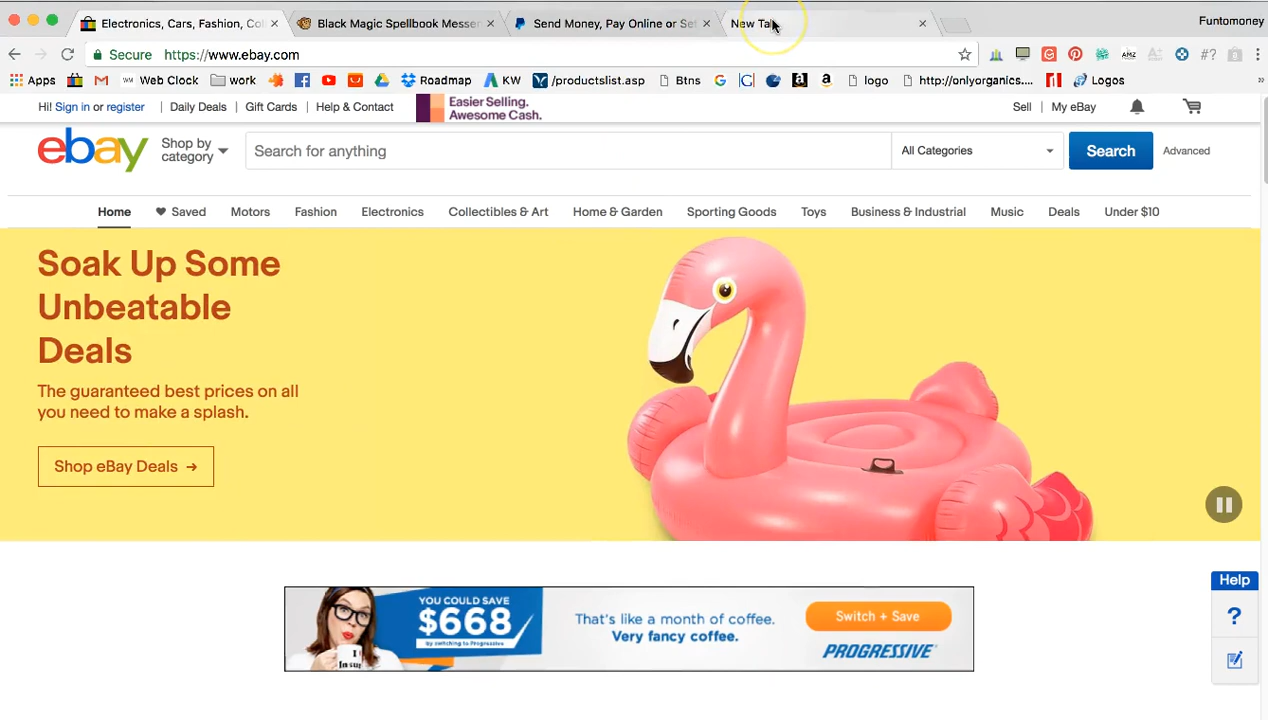 Electronics, Cars, Fashion, Col
Black Magic Spellbook Messen
Send Money, Pay Online or Se
New Ta
Funtomoney
Secure
https://www.ebay.com
#?
Apps
Web Clock
work
Roadmap
KW
/productslist.asp
Btns
logo
http://onlyorganics....
Logos
»
Hi! Sign in or register
Daily Deals
Gift Cards
Help & Contact
Easier Selling.
Awesome Cash.
Sell
My eBay
ebay
Shop by
category
Search for anything
All Categories
Search
Advanced
Home
Saved
Motors
Fashion
Electronics
Collectibles & Art
Home & Garden
Sporting Goods
Toys
Business & Industrial
Music
Deals
Under $10
Soak Up Some
Unbeatable
Deals
The guaranteed best prices on all
you need to make a splash.
Shop eBay Deals →
YOU COULD SAVE
$668
by switching to Progressive
That's like a month of coffee.
Very fancy coffee.
Switch + Save
PROGRESSIVE
Help
?